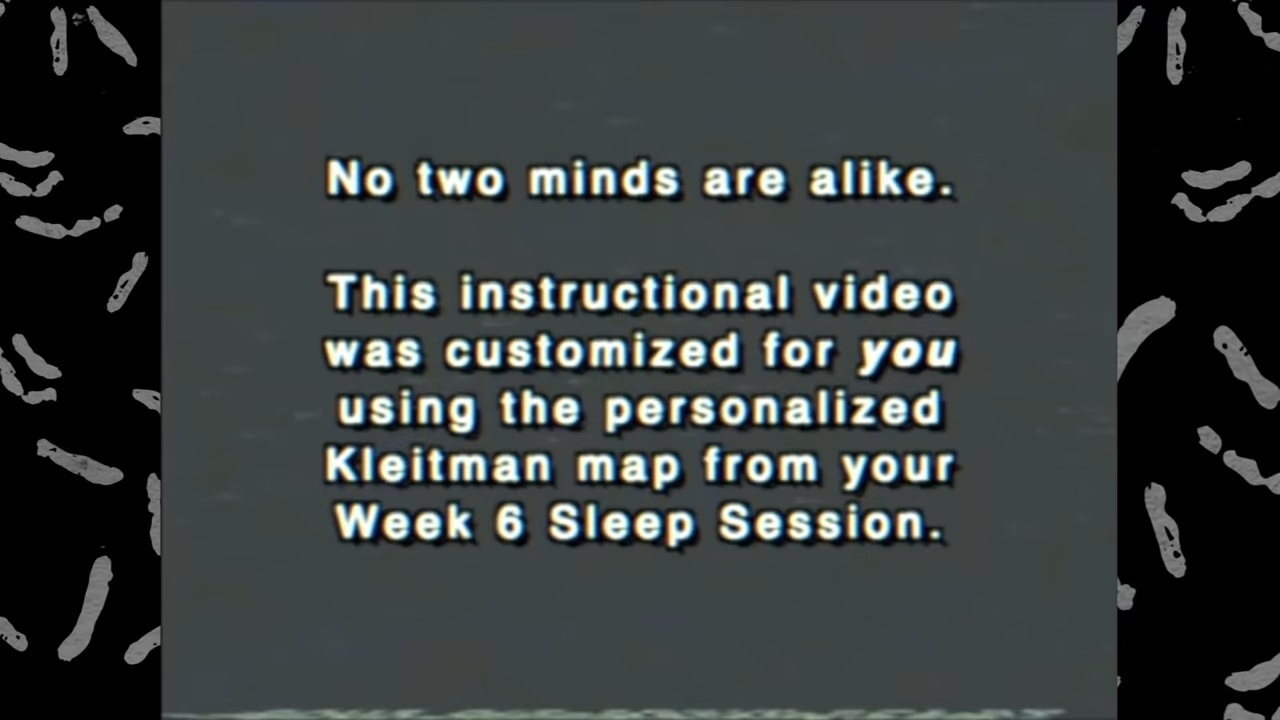 No two minds are alike.
This instructional video
was customized for you
using the personalized
Kleitman map from your
Week 6 Sleep Session.